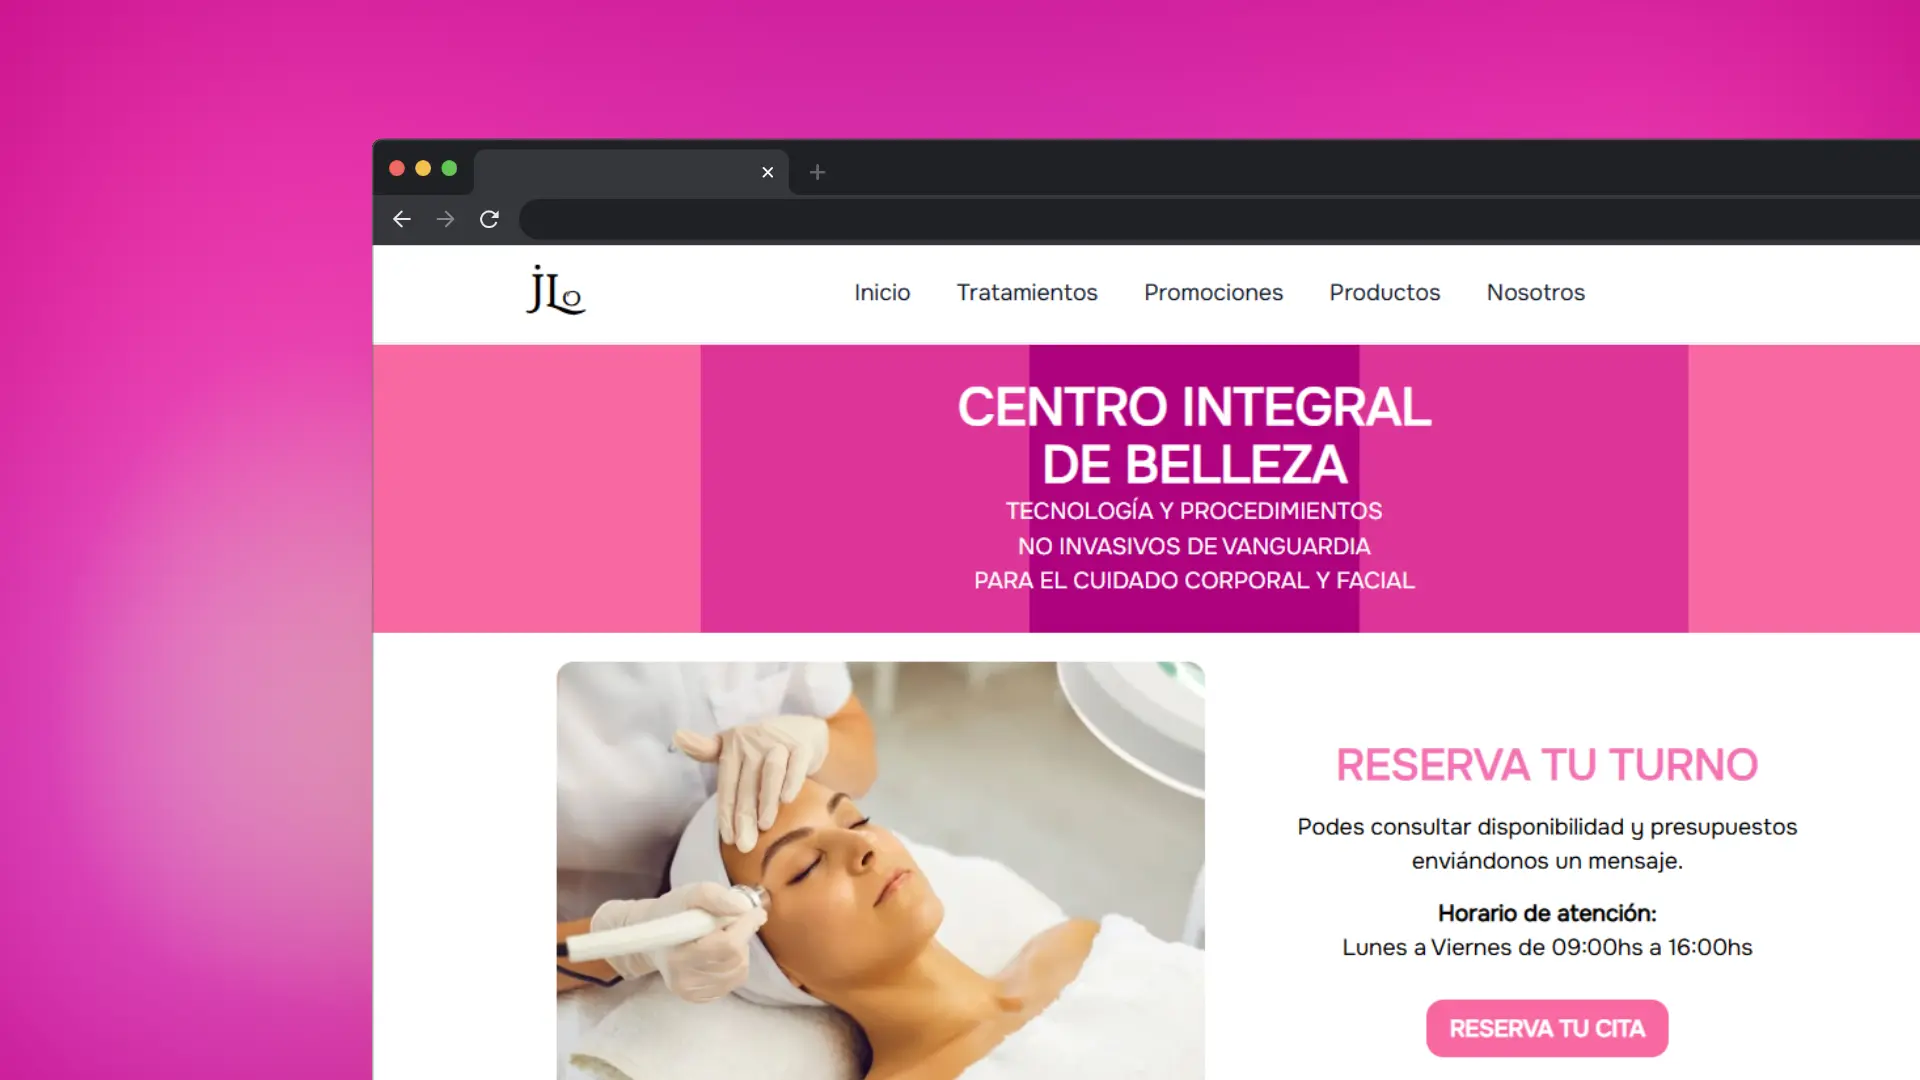 jLo
Inicio Tratamientos Promociones Productos Nosotros
CENTRO INTEGRAL
DE BELLEZA
TECNOLOGÍA Y PROCEDIMIENTOS
NO INVASIVOS DE VANGUARDIA
PARA EL CUIDADO CORPORAL Y FACIAL
RESERVA TU TURNO
Podes consultar disponibilidad y presupuestos
enviándonos un mensaje.
Horario de atención:
Lunes a Viernes de 09:00hs a 16:00hs
RESERVA TU CITA